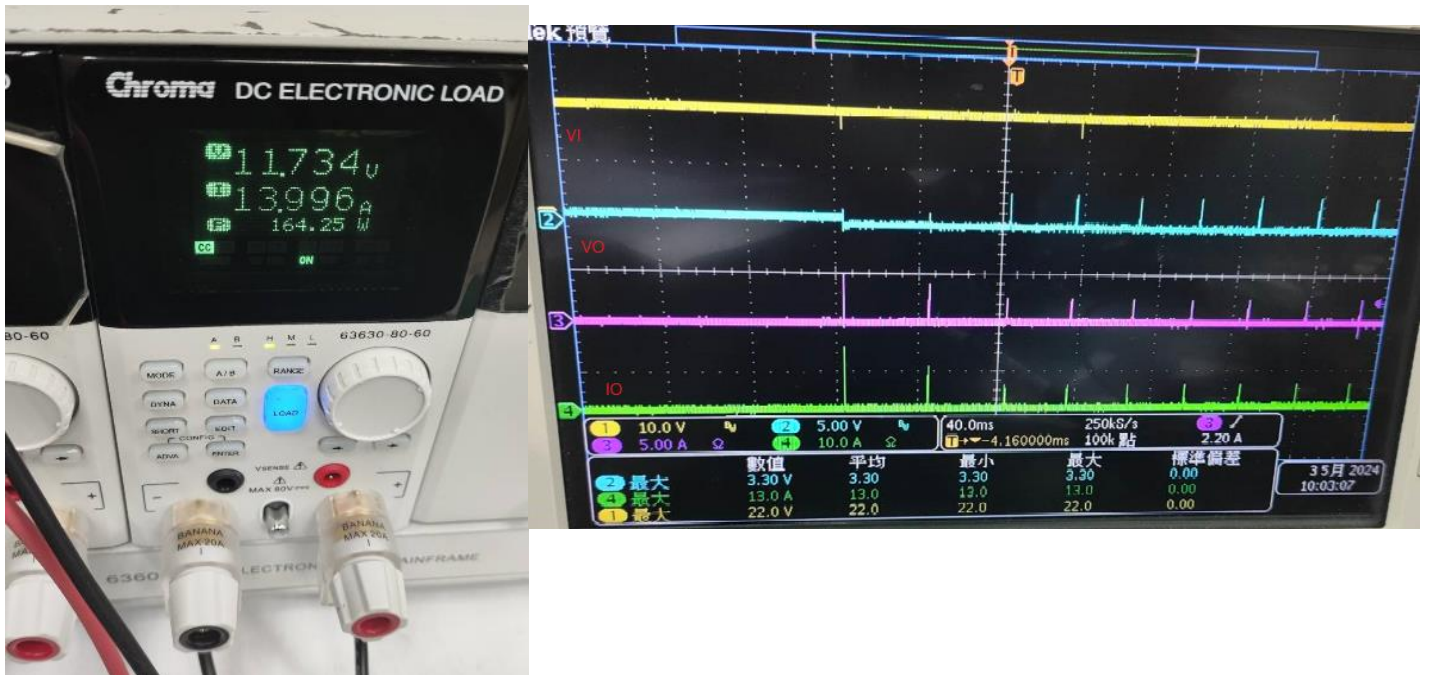 Chroma DC ELECTRONIC LOAD
11.734 V
13.996 A
164.25 W
CC
ON
80-60
A B H M L
63630-80-60
MODE
A/B
RANGE
DYNA
DATA
LOAD
SHORT
EDIT
CONFIG
ADVA
ENTER
VSENSE
MAX 80V
BANANA
MAX 20A
BANANA
MAX 20A
6360
LECTRON
AINFRAME
ek 預覽
T
VI
2
VO
3
IO
4
1 10.0 V
2 5.00 V
3 5.00 A Ω
4 10.0 A Ω
40.0ms
250kS/s
3
T→▼-4.160000ms
100k 點
2.20 A
數值 平均 最小 最大 標準偏差
2 最大 3.30 V 3.30 3.30 3.30 0.00
4 最大 13.0 A 13.0 13.0 13.0 0.00
1 最大 22.0 V 22.0 22.0 22.0 0.00
3 5月 2024
10:03:07